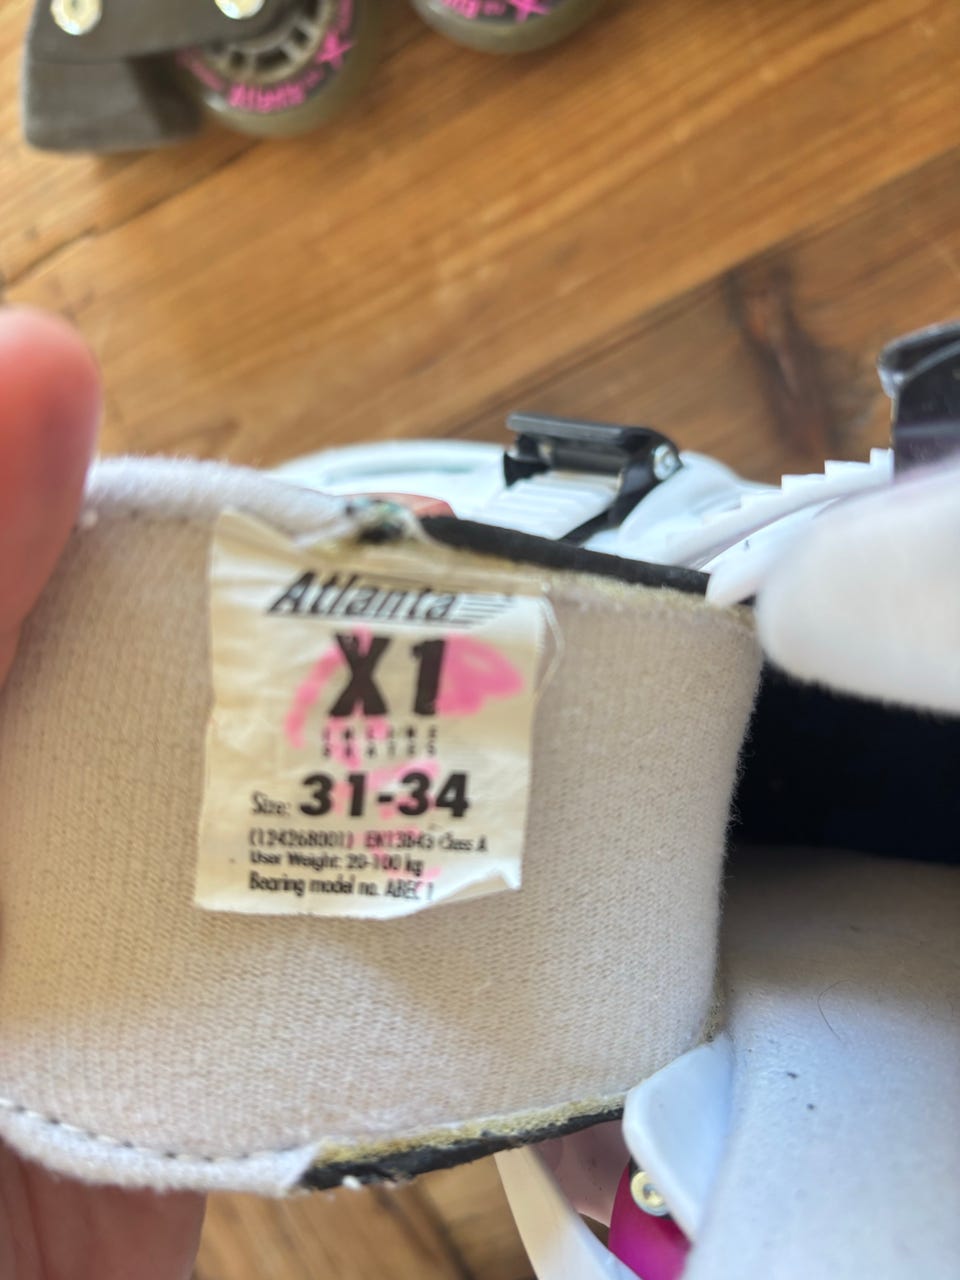 Atlanta
X1
INLINE
SKATES
Size: 31-34
(124268001) EN13843 Class A
User Weight: 20-100 kg
Bearing model no. ABEC 1